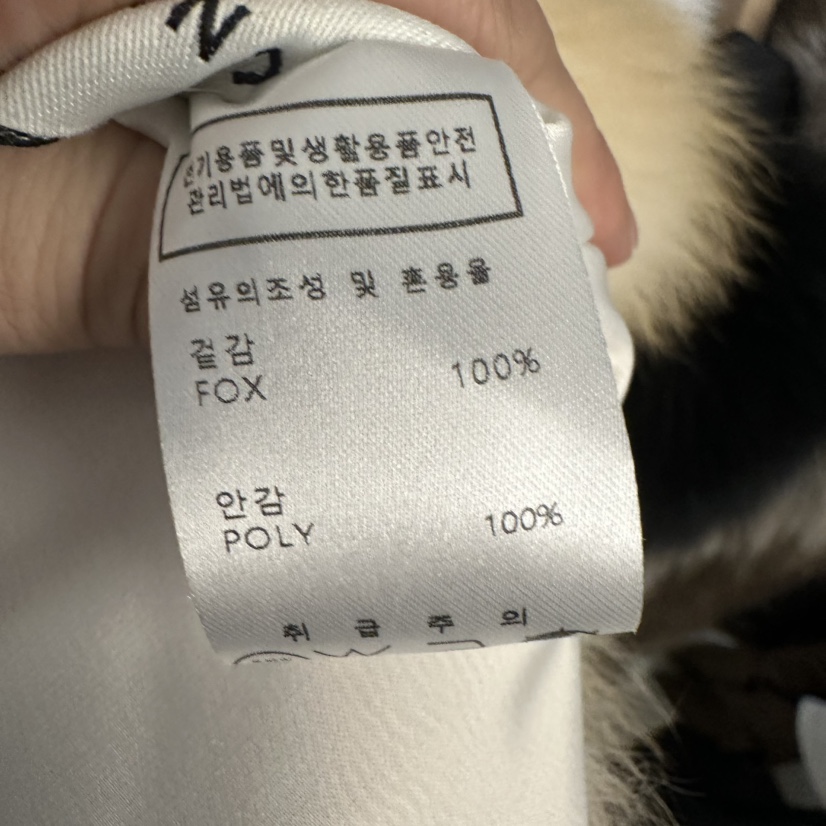 전기용품및생활용품안전
관리법에의한품질표시
섬유의조성 및 혼용율
겉감
FOX 100%
안감
POLY 100%
취 급 주 의